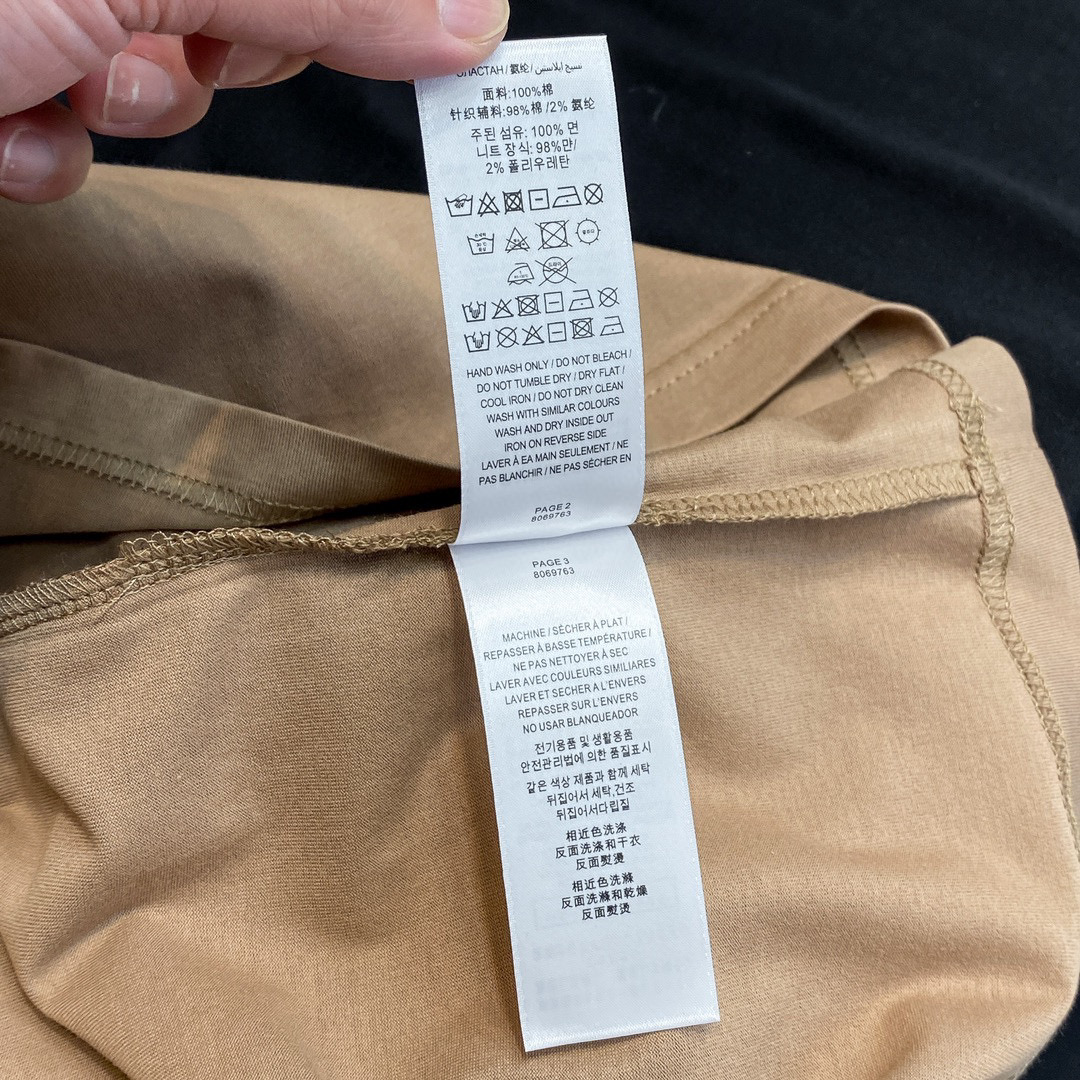 ЭЛАСТАН / 氨纶 / نسيج إيلاستين
面料:100%棉
针织辅料:98%棉 /2% 氨纶
주된 섬유: 100% 면
니트 장식: 98%먄/
2% 폴리우레탄
HAND WASH ONLY / DO NOT BLEACH /
DO NOT TUMBLE DRY / DRY FLAT /
COOL IRON / DO NOT DRY CLEAN
WASH WITH SIMILAR COLOURS
WASH AND DRY INSIDE OUT
IRON ON REVERSE SIDE
LAVER À EA MAIN SEULEMENT / NE
PAS BLANCHIR / NE PAS SÉCHER EN
PAGE 2
8069763
PAGE 3
8069763
MACHINE / SÉCHER À PLAT /
REPASSER À BASSE TEMPÉRATURE /
NE PAS NETTOYER À SEC
LAVER AVEC COULEURS SIMILIARES
LAVER ET SECHER A L'ENVERS
REPASSER SUR L'ENVERS
NO USAR BLANQUEADOR
전기용품 및 생활용품
안전관리법에 의한 품질표시
같은 색상 제품과 함께 세탁
뒤집어서 세탁,건조
뒤집어서다림질
相近色洗涤
反面洗涤和干衣
反面熨烫
相近色洗滌
反面洗滌和乾燥
反面熨烫